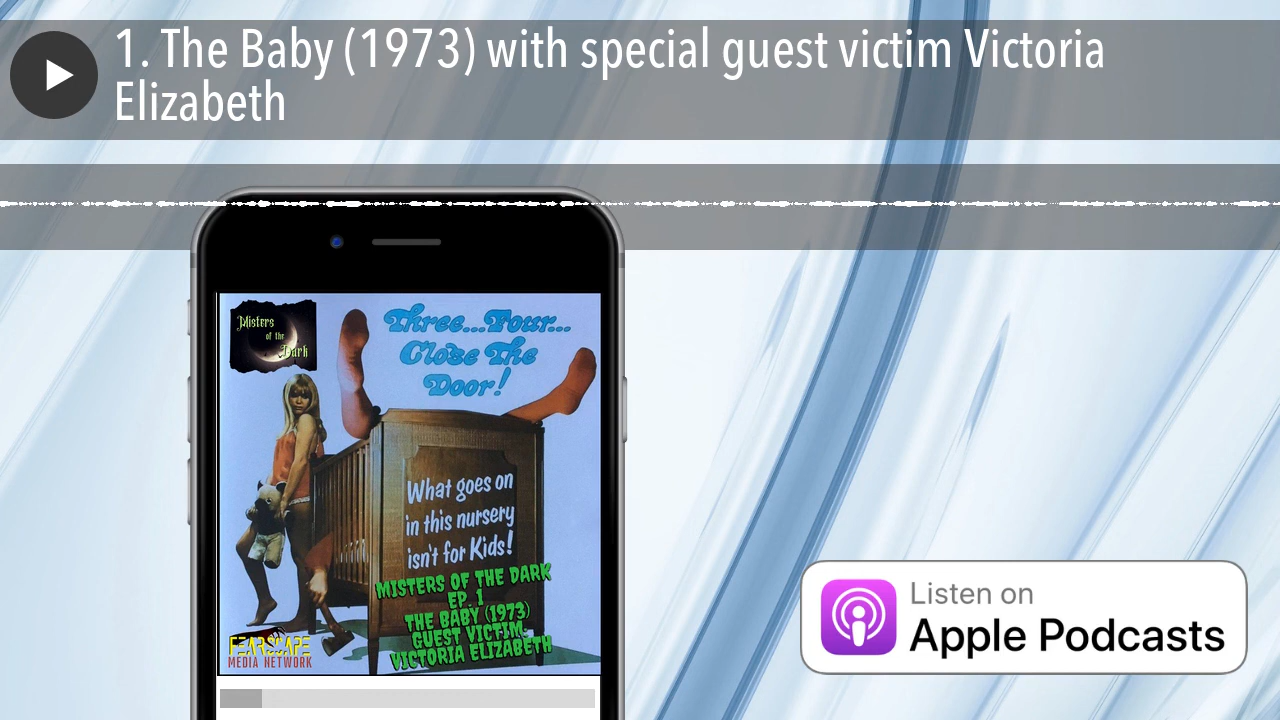 1. The Baby (1973) with special guest victim Victoria
Elizabeth
Misters
of the
Dark
Three...Four...
Close The
Door!
What goes on
in this nursery
isn't for Kids!
MISTERS OF THE DARK
EP. 1
THE BABY (1973)
GUEST VICTIM
VICTORIA ELIZABETH
FEARSCAPE
MEDIA NETWORK
Listen on
Apple Podcasts